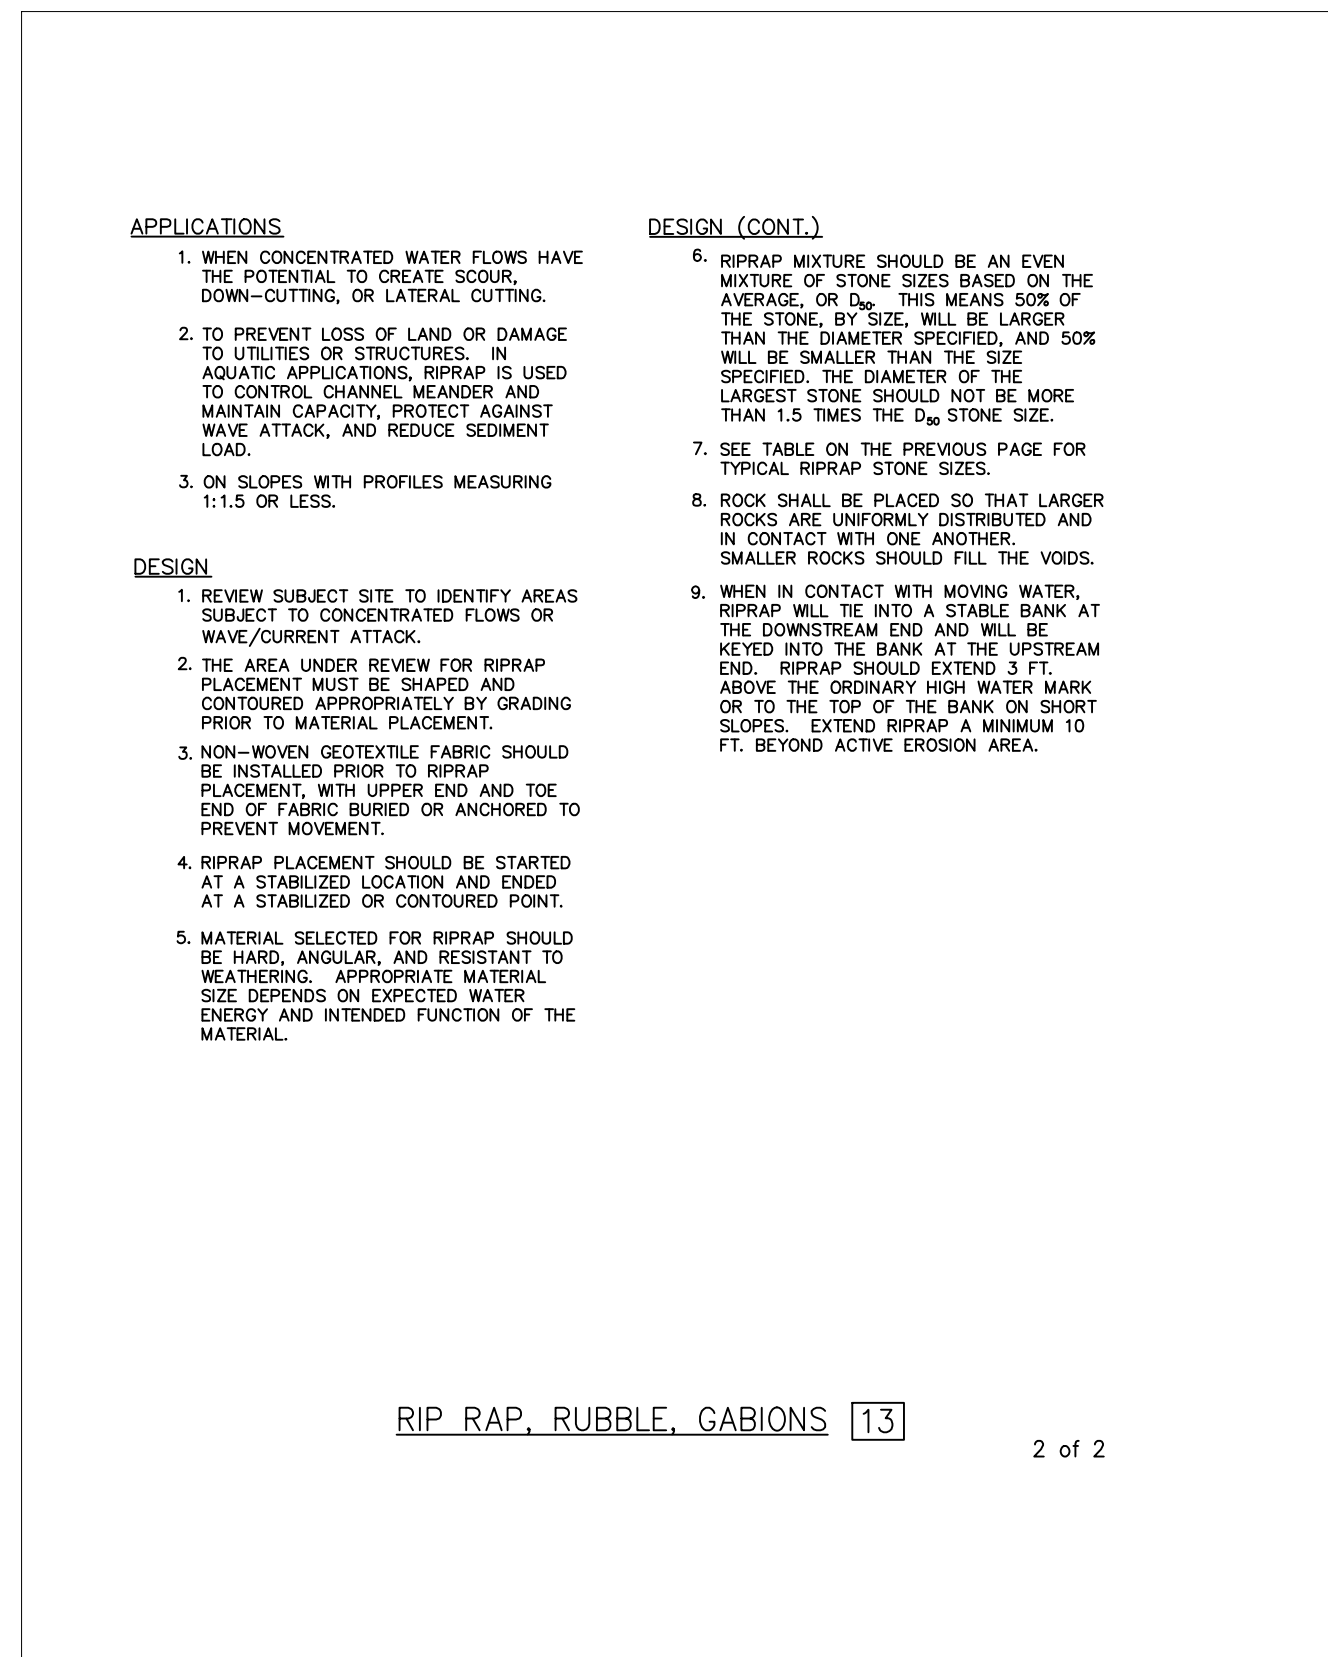 APPLICATIONS
1. WHEN CONCENTRATED WATER FLOWS HAVE
THE POTENTIAL TO CREATE SCOUR,
DOWN-CUTTING, OR LATERAL CUTTING.
2. TO PREVENT LOSS OF LAND OR DAMAGE
TO UTILITIES OR STRUCTURES. IN
AQUATIC APPLICATIONS, RIPRAP IS USED
TO CONTROL CHANNEL MEANDER AND
MAINTAIN CAPACITY, PROTECT AGAINST
WAVE ATTACK, AND REDUCE SEDIMENT
LOAD.
3. ON SLOPES WITH PROFILES MEASURING
1:1.5 OR LESS.
DESIGN
1. REVIEW SUBJECT SITE TO IDENTIFY AREAS
SUBJECT TO CONCENTRATED FLOWS OR
WAVE/CURRENT ATTACK.
2. THE AREA UNDER REVIEW FOR RIPRAP
PLACEMENT MUST BE SHAPED AND
CONTOURED APPROPRIATELY BY GRADING
PRIOR TO MATERIAL PLACEMENT.
3. NON-WOVEN GEOTEXTILE FABRIC SHOULD
BE INSTALLED PRIOR TO RIPRAP
PLACEMENT, WITH UPPER END AND TOE
END OF FABRIC BURIED OR ANCHORED TO
PREVENT MOVEMENT.
4. RIPRAP PLACEMENT SHOULD BE STARTED
AT A STABILIZED LOCATION AND ENDED
AT A STABILIZED OR CONTOURED POINT.
5. MATERIAL SELECTED FOR RIPRAP SHOULD
BE HARD, ANGULAR, AND RESISTANT TO
WEATHERING. APPROPRIATE MATERIAL
SIZE DEPENDS ON EXPECTED WATER
ENERGY AND INTENDED FUNCTION OF THE
MATERIAL.
DESIGN (CONT.)
6. RIPRAP MIXTURE SHOULD BE AN EVEN
MIXTURE OF STONE SIZES BASED ON THE
AVERAGE, OR D50. THIS MEANS 50% OF
THE STONE, BY SIZE, WILL BE LARGER
THAN THE DIAMETER SPECIFIED, AND 50%
WILL BE SMALLER THAN THE SIZE
SPECIFIED. THE DIAMETER OF THE
LARGEST STONE SHOULD NOT BE MORE
THAN 1.5 TIMES THE D50 STONE SIZE.
7. SEE TABLE ON THE PREVIOUS PAGE FOR
TYPICAL RIPRAP STONE SIZES.
8. ROCK SHALL BE PLACED SO THAT LARGER
ROCKS ARE UNIFORMLY DISTRIBUTED AND
IN CONTACT WITH ONE ANOTHER.
SMALLER ROCKS SHOULD FILL THE VOIDS.
9. WHEN IN CONTACT WITH MOVING WATER,
RIPRAP WILL TIE INTO A STABLE BANK AT
THE DOWNSTREAM END AND WILL BE
KEYED INTO THE BANK AT THE UPSTREAM
END. RIPRAP SHOULD EXTEND 3 FT.
ABOVE THE ORDINARY HIGH WATER MARK
OR TO THE TOP OF THE BANK ON SHORT
SLOPES. EXTEND RIPRAP A MINIMUM 10
FT. BEYOND ACTIVE EROSION AREA.
RIP RAP, RUBBLE, GABIONS 13
2 of 2